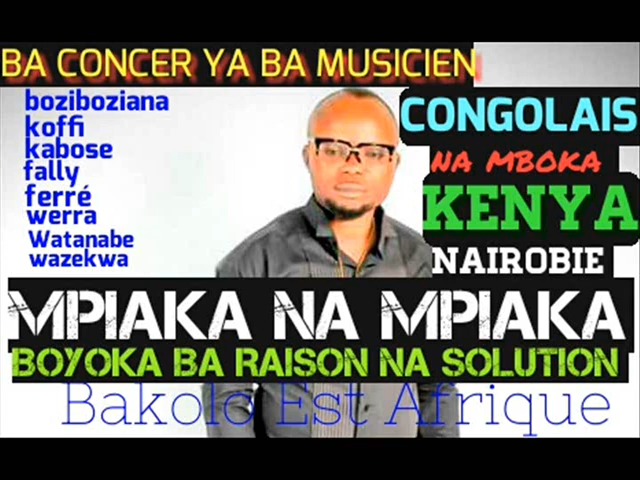 BA CONCER YA BA MUSICIEN
boziboziana
koffi
kabose
fally
ferré
werra
Watanabe
wazekwa
CONGOLAIS
NA MBOKA
KENYA
NAIROBIE
MPIAKA NA MPIAKA
BOYOKA BA RAISON NA SOLUTION
Bakolo Est Afrique